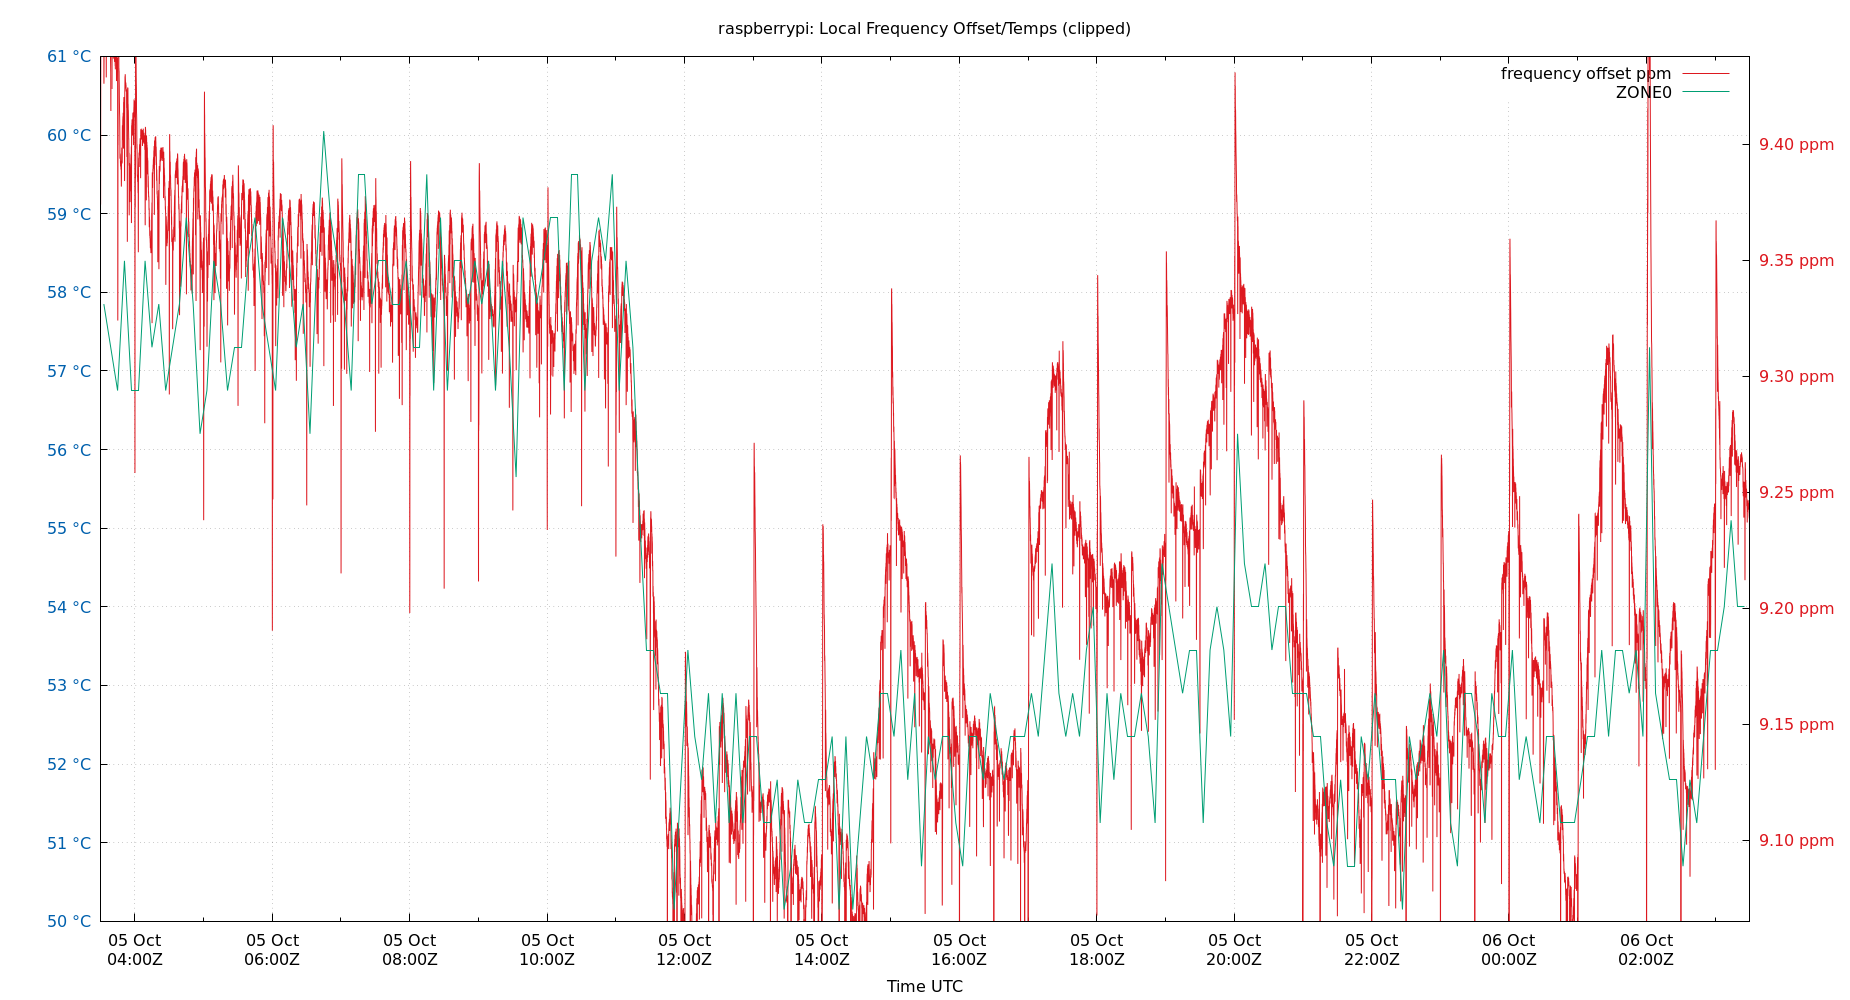 raspberrypi: Local Frequency Offset/Temps (clipped)
61 °C
60 °C
59 °C
58 °C
57 °C
56 °C
55 °C
54 °C
53 °C
52 °C
51 °C
50 °C
frequency offset ppm
ZONE0
9.40 ppm
9.35 ppm
9.30 ppm
9.25 ppm
9.20 ppm
9.15 ppm
9.10 ppm
05 Oct
04:00Z
05 Oct
06:00Z
05 Oct
08:00Z
05 Oct
10:00Z
05 Oct
12:00Z
05 Oct
14:00Z
05 Oct
16:00Z
05 Oct
18:00Z
05 Oct
20:00Z
05 Oct
22:00Z
06 Oct
00:00Z
06 Oct
02:00Z
Time UTC